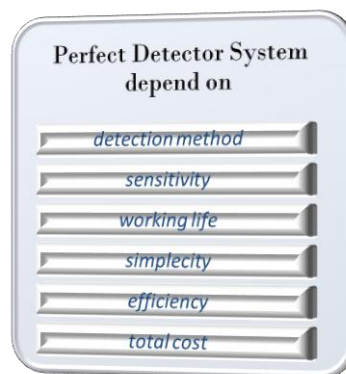 Perfect Detector System
depend on
detection method
sensitivity
working life
simplecity
efficiency
total cost